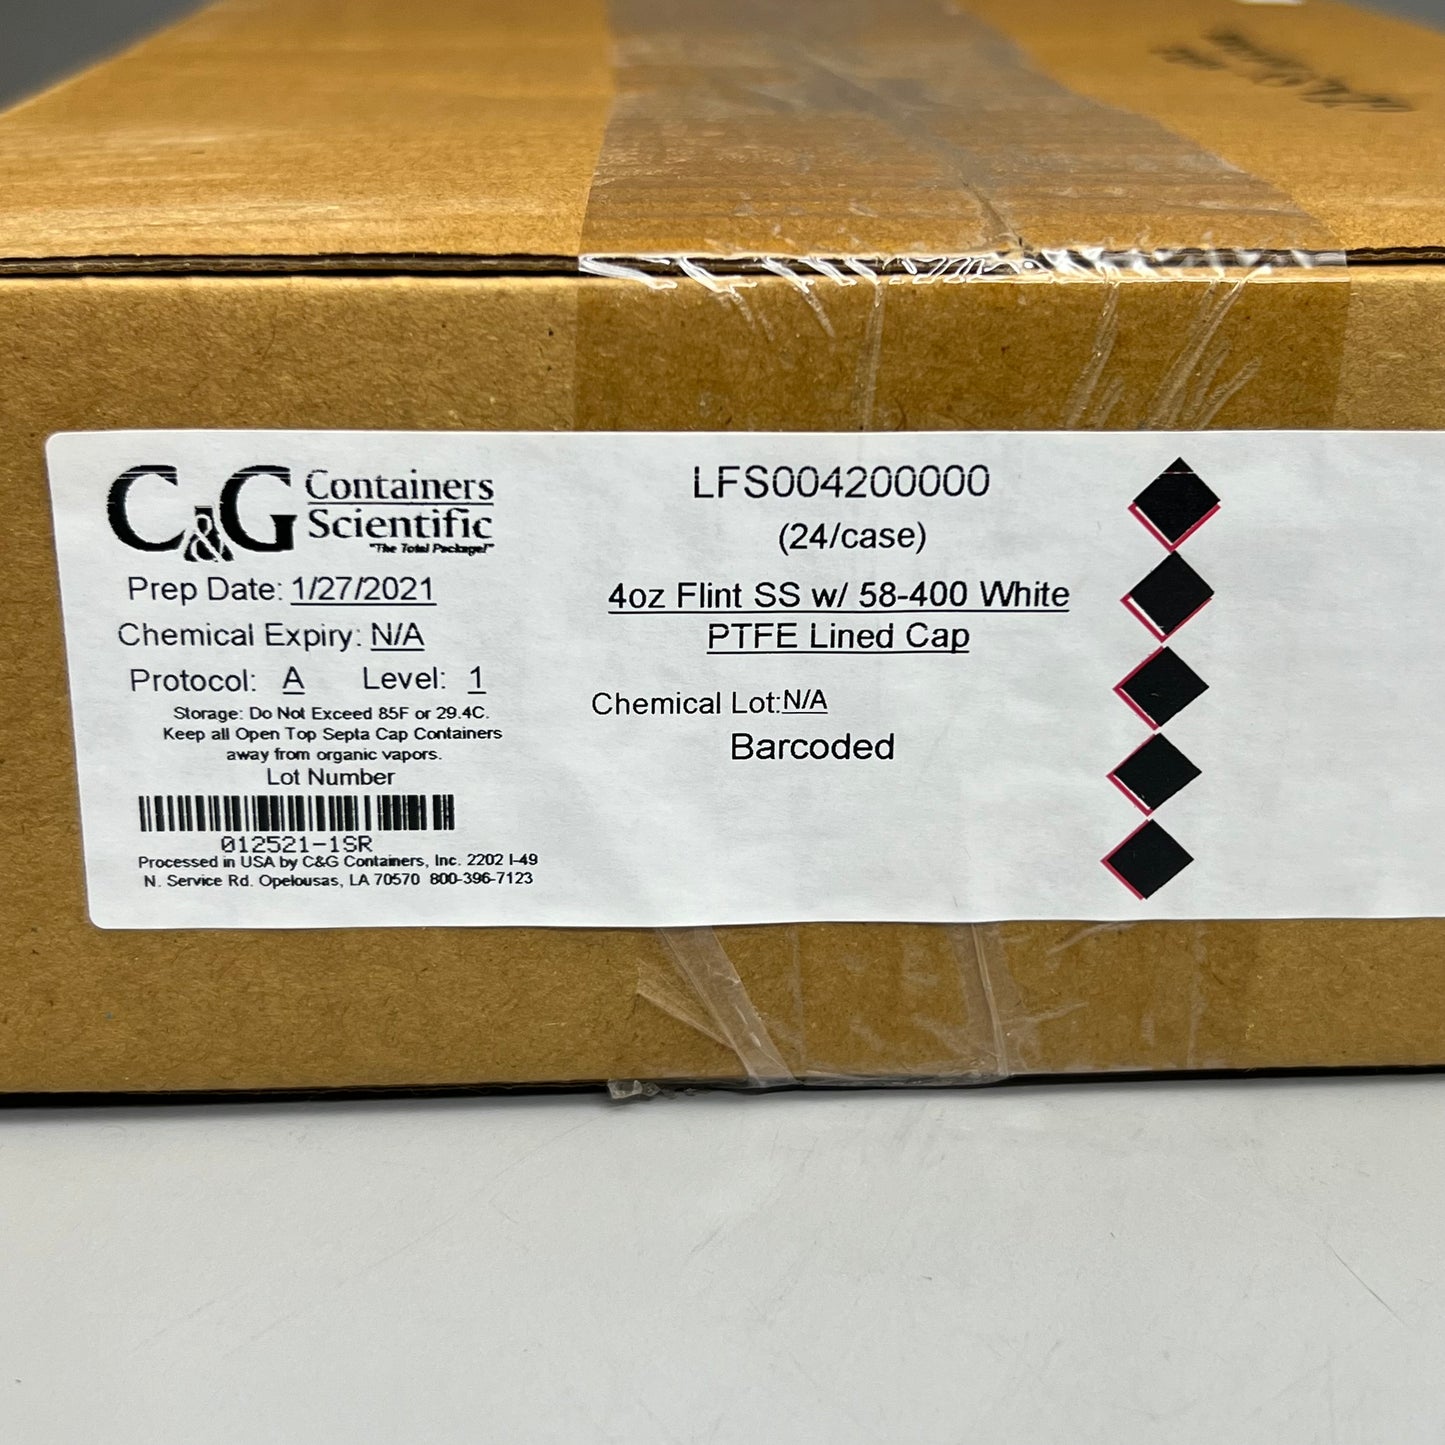 C&G Containers
Scientific
"The Total Package!"
Prep Date: 1/27/2021
Chemical Expiry: N/A
Protocol: A Level: 1
Storage: Do Not Exceed 85F or 29.4C.
Keep all Open Top Septa Cap Containers
away from organic vapors.
Lot Number
012521-1SR
Processed in USA by C&G Containers, Inc. 2202 I-49
N. Service Rd. Opelousas, LA 70570 800-396-7123
LFS004200000
(24/case)
4oz Flint SS w/ 58-400 White
PTFE Lined Cap
Chemical Lot:N/A
Barcoded